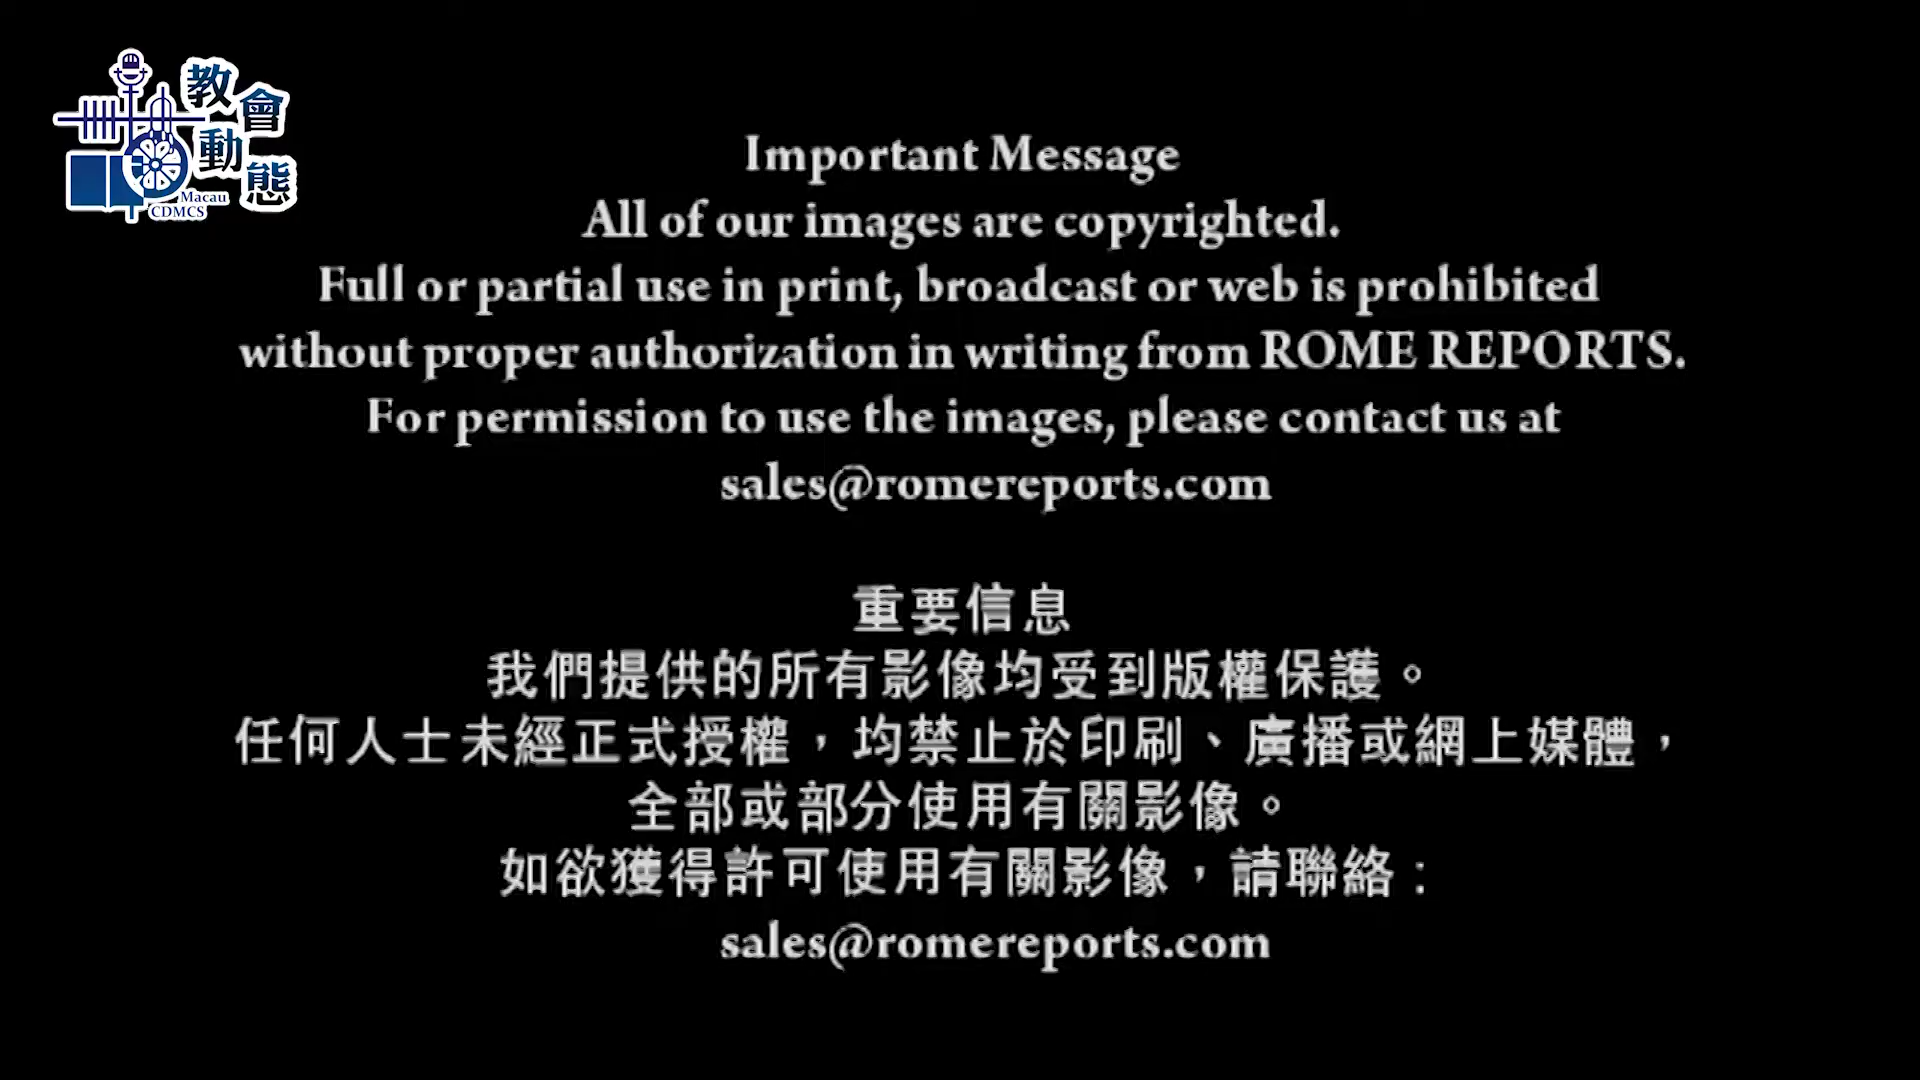 教會動態
Macau
CDMCS
Important Message
All of our images are copyrighted.
Full or partial use in print, broadcast or web is prohibited
without proper authorization in writing from ROME REPORTS.
For permission to use the images, please contact us at
sales@romereports.com
重要信息
我們提供的所有影像均受到版權保護。
任何人士未經正式授權，均禁止於印刷、廣播或網上媒體，
全部或部分使用有關影像。
如欲獲得許可使用有關影像，請聯絡：
sales@romereports.com